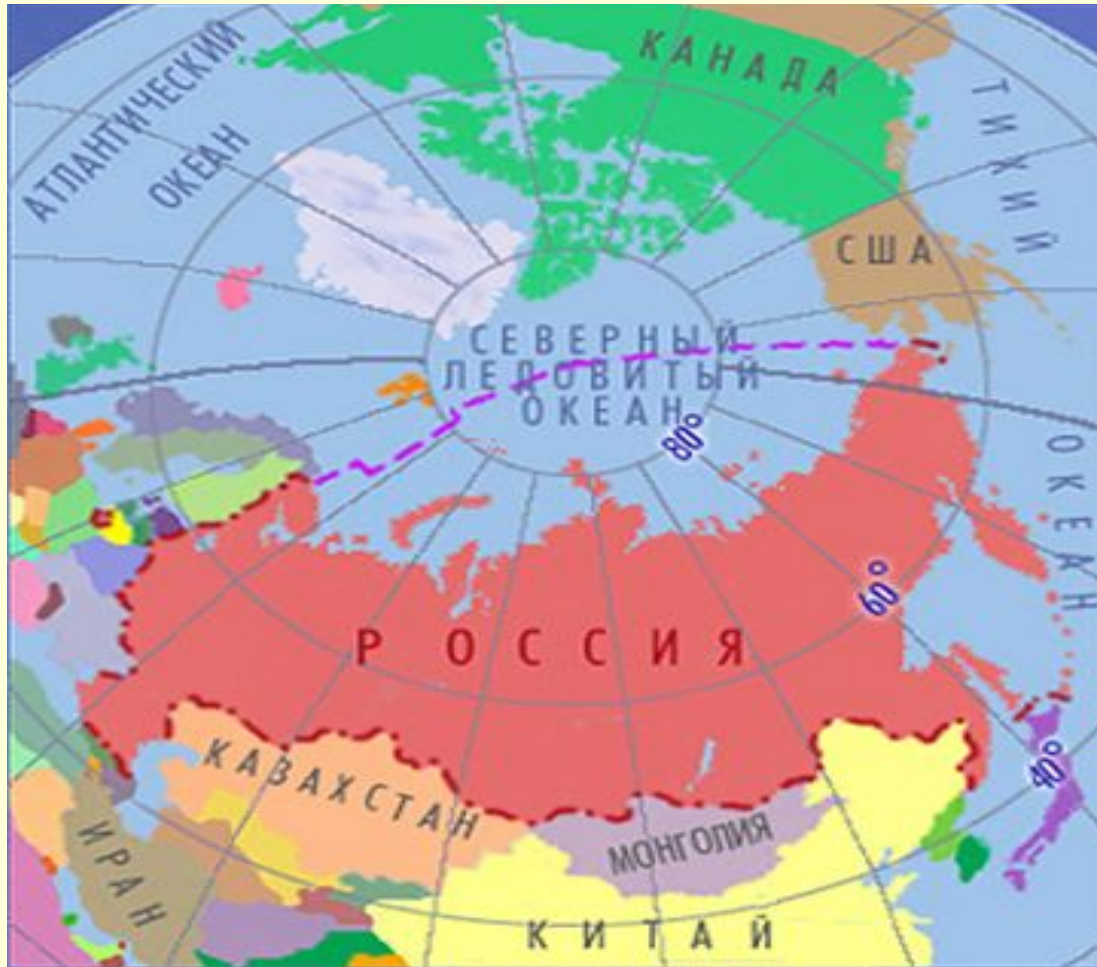 АТЛАНТИЧЕСКИЙ
ОКЕАН
КАНАДА
ТИХИЙ
США
СЕВЕРНЫЙ
ЛЕДОВИТЫЙ
ОКЕАН
80°
ОКЕАН
60°
РОССИЯ
40°
КАЗАХСТАН
МОНГОЛИЯ
ИРАН
КИТАЙ